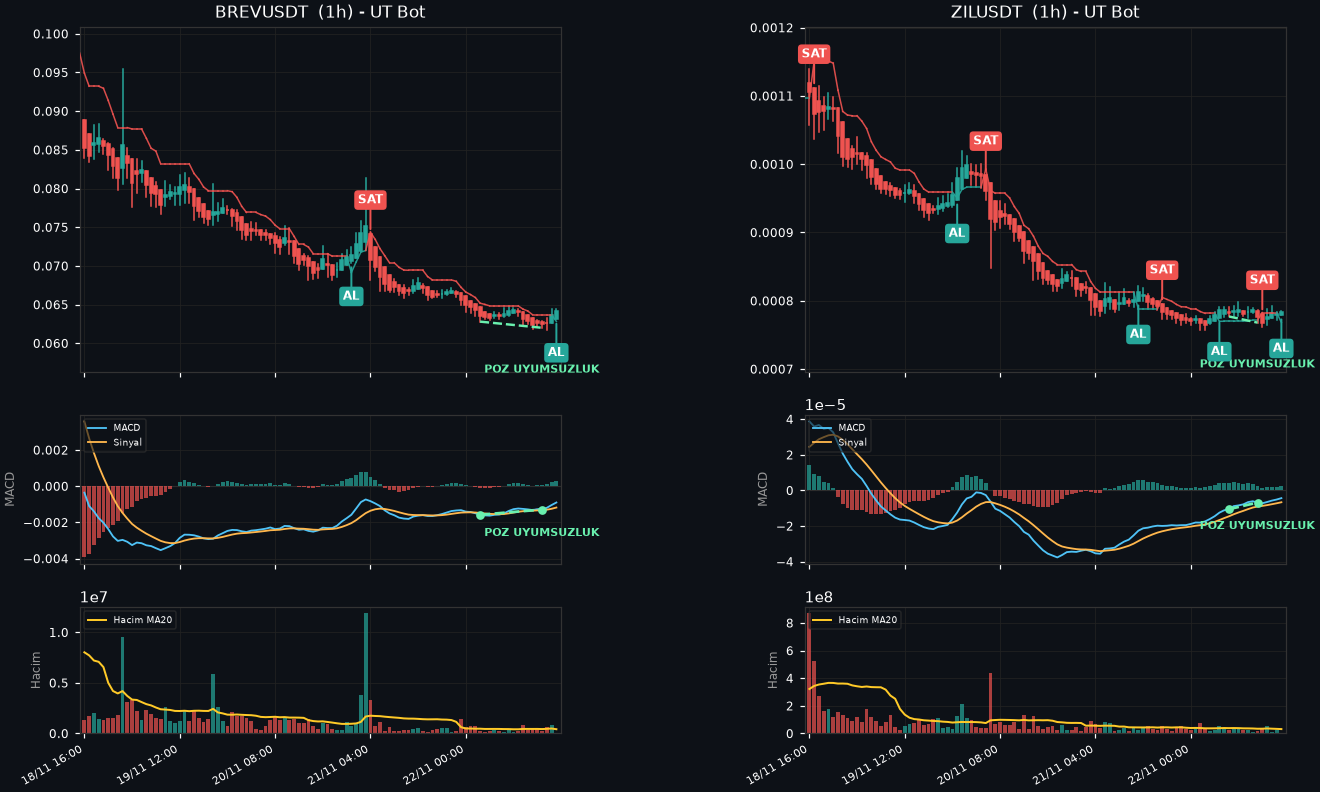 BREVUSDT  (1h) - UT Bot
0.100
0.095
0.090
0.085
0.080
0.075
0.070
0.065
0.060
SAT
AL
AL
POZ UYUMSUZLUK
MACD
0.002
0.000
−0.002
−0.004
MACD
Sinyal
POZ UYUMSUZLUK
1e7
Hacim
1.0
0.5
0.0
Hacim MA20
18/11 16:00
19/11 12:00
20/11 08:00
21/11 04:00
22/11 00:00
ZILUSDT  (1h) - UT Bot
0.0012
0.0011
0.0010
0.0009
0.0008
0.0007
SAT
SAT
AL
SAT
SAT
AL
AL
AL
POZ UYUMSUZLUK
1e−5
MACD
4
2
0
−2
−4
MACD
Sinyal
POZ UYUMSUZLUK
1e8
Hacim
8
6
4
2
0
Hacim MA20
18/11 16:00
19/11 12:00
20/11 08:00
21/11 04:00
22/11 00:00